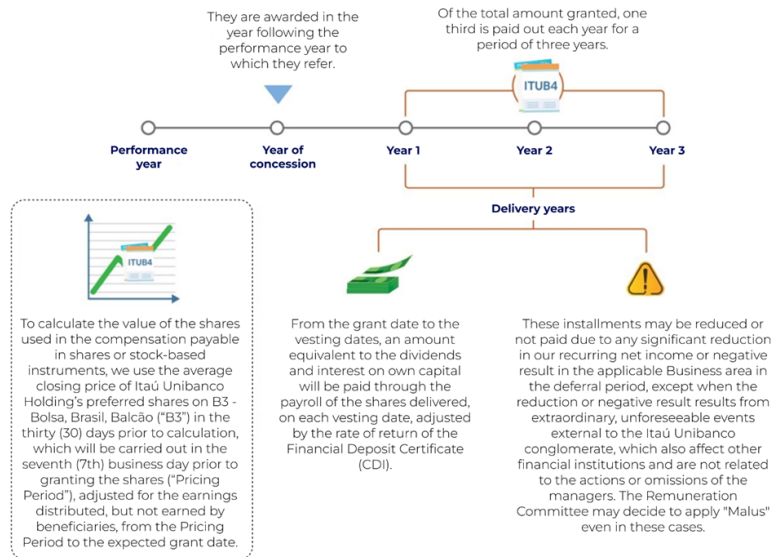 They are awarded in the
year following the
performance year to
which they refer.
Of the total amount granted, one
third is paid out each year for a
period of three years.
ITUB4
Performance
year
Year of
concession
Year 1
Year 2
Year 3
Delivery years
ITUB4
To calculate the value of the shares
used in the compensation payable
in shares or stock-based
instruments, we use the average
closing price of Itaú Unibanco
Holding's preferred shares on B3 -
Bolsa, Brasil, Balcão ("B3") in the
thirty (30) days prior to calculation,
which will be carried out in the
seventh (7th) business day prior to
granting the shares ("Pricing
Period"), adjusted for the earnings
distributed, but not earned by
beneficiaries, from the Pricing
Period to the expected grant date.
From the grant date to the
vesting dates, an amount
equivalent to the dividends
and interest on own capital
will be paid through the
payroll of the shares delivered,
on each vesting date, adjusted
by the rate of return of the
Financial Deposit Certificate
(CDI).
These installments may be reduced or
not paid due to any significant reduction
in our recurring net income or negative
result in the applicable Business area in
the deferral period, except when the
reduction or negative result results from
extraordinary, unforeseeable events
external to the Itaú Unibanco
conglomerate, which also affect other
financial institutions and are not related
to the actions or omissions of the
managers. The Remuneration
Committee may decide to apply "Malus"
even in these cases.